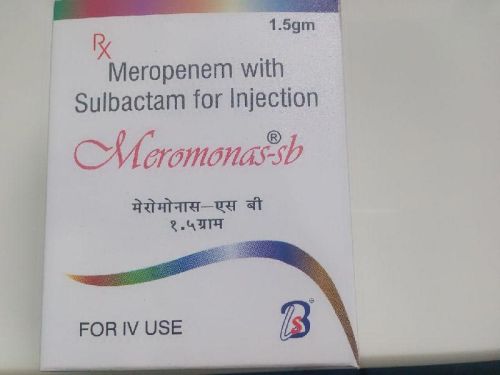 1.5gm
Rx
Meropenem with
Sulbactam for Injection
Meromonas-sb®
मेरोमोनास–एस बी
१.५ग्राम
FOR IV USE